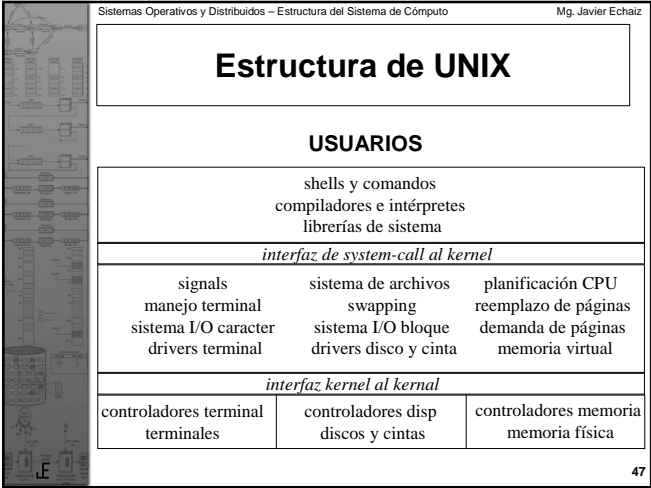 Sistemas Operativos y Distribuidos – Estructura del Sistema de Cómputo Mg. Javier Echaiz
Estructura de UNIX
USUARIOS
shells y comandos
compiladores e intérpretes
librerías de sistema
interfaz de system-call al kernel
signals sistema de archivos planificación CPU
manejo terminal swapping reemplazo de páginas
sistema I/O caracter sistema I/O bloque demanda de páginas
drivers terminal drivers disco y cinta memoria virtual
interfaz kernel al kernal
controladores terminal controladores disp controladores memoria
terminales discos y cintas memoria física
JE
47